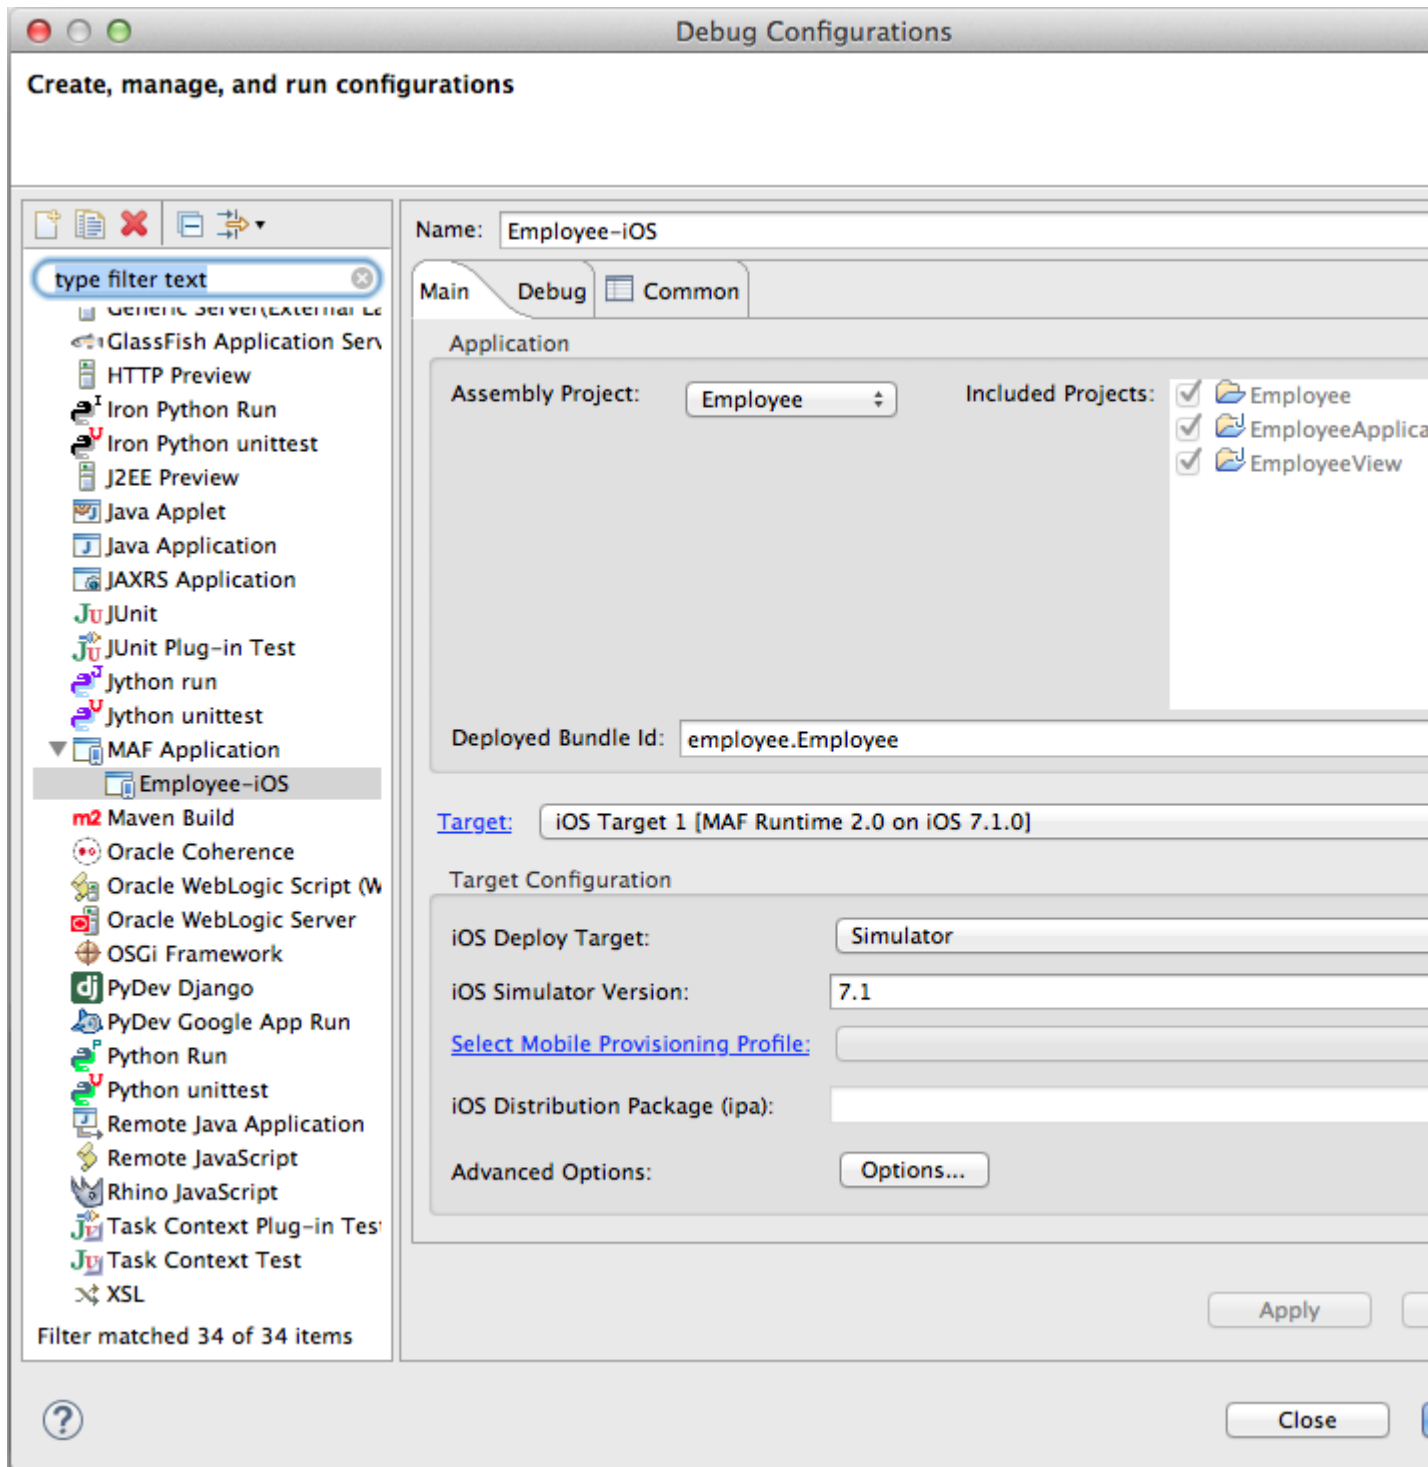 Debug Configurations
Create, manage, and run configurations
type filter text
Generic Server(External La
GlassFish Application Serv
HTTP Preview
Iron Python Run
Iron Python unittest
J2EE Preview
Java Applet
Java Application
JAXRS Application
JUnit
JUnit Plug-in Test
Jython run
Jython unittest
MAF Application
Employee-iOS
m2 Maven Build
Oracle Coherence
Oracle WebLogic Script (W
Oracle WebLogic Server
OSGi Framework
dj PyDev Django
PyDev Google App Run
Python Run
Python unittest
Remote Java Application
Remote JavaScript
Rhino JavaScript
Task Context Plug-in Test
Task Context Test
XSL
Filter matched 34 of 34 items
Name: Employee-iOS
Main Debug Common
Application
Assembly Project: Employee Included Projects: Employee
EmployeeApplica
EmployeeView
Deployed Bundle Id: employee.Employee
Target: iOS Target 1 [MAF Runtime 2.0 on iOS 7.1.0]
Target Configuration
iOS Deploy Target: Simulator
iOS Simulator Version: 7.1
Select Mobile Provisioning Profile:
iOS Distribution Package (ipa):
Advanced Options: Options...
Apply
Close